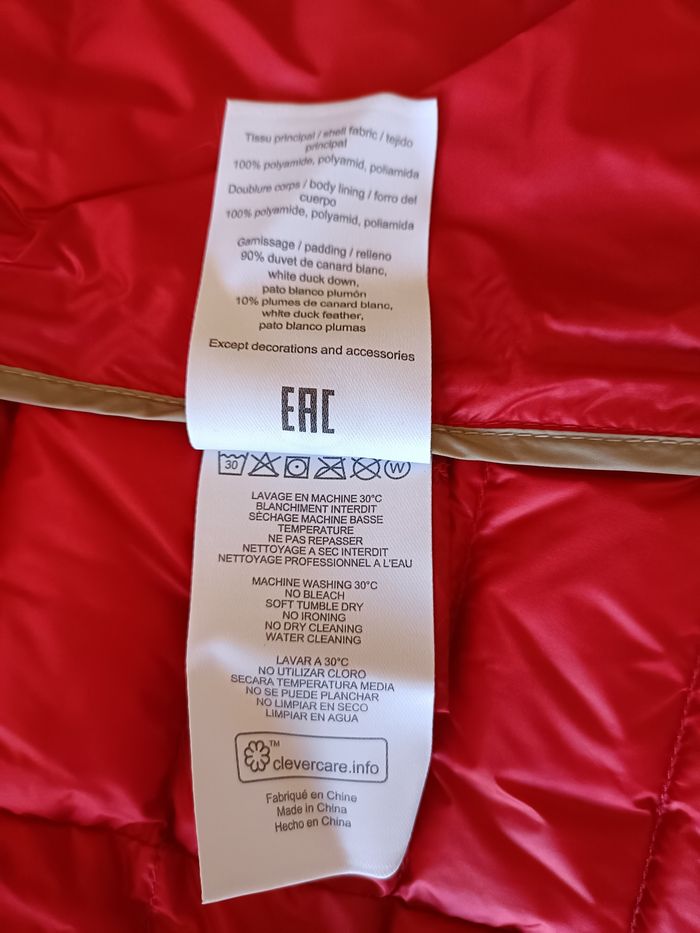 Tissu principal / shell fabric / tejido
principal
100% polyamide, polyamid, poliamida
Doublure corps / body lining / forro del
cuerpo
100% polyamide, polyamid, poliamida
Garnissage / padding / relleno
90% duvet de canard blanc,
white duck down,
pato blanco plumón
10% plumes de canard blanc,
white duck feather,
pato blanco plumas
Except decorations and accessories
EAC
30 W
LAVAGE EN MACHINE 30°C
BLANCHIMENT INTERDIT
SÈCHAGE MACHINE BASSE
TEMPERATURE
NE PAS REPASSER
NETTOYAGE A SEC INTERDIT
NETTOYAGE PROFESSIONNEL A L'EAU
MACHINE WASHING 30°C
NO BLEACH
SOFT TUMBLE DRY
NO IRONING
NO DRY CLEANING
WATER CLEANING
LAVAR A 30°C
NO UTILIZAR CLORO
SECARA TEMPERATURA MEDIA
NO SE PUEDE PLANCHAR
NO LIMPIAR EN SECO
LIMPIAR EN AGUA
TM
clevercare.info
Fabriqué en Chine
Made in China
Hecho en China